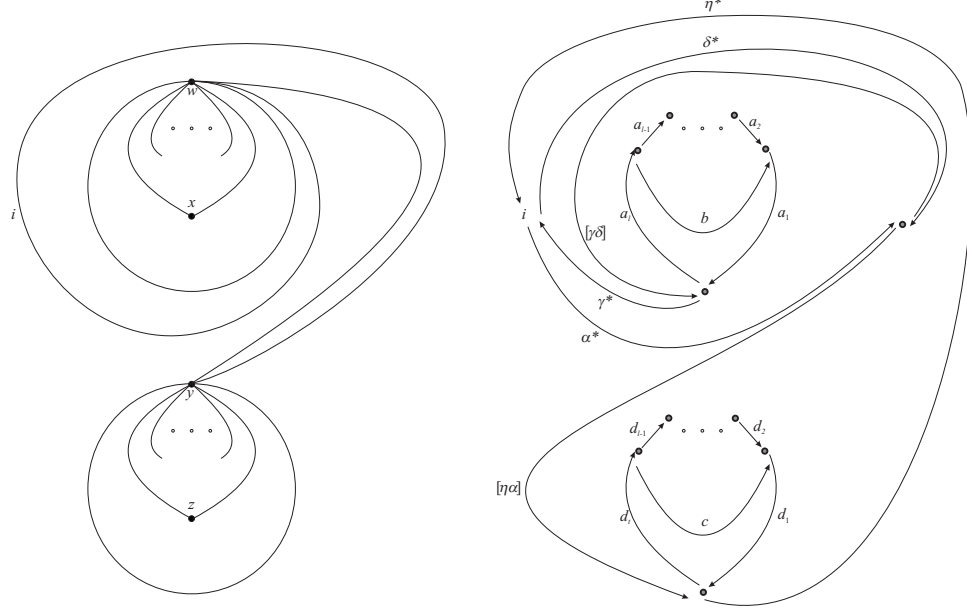 η*
δ*
w
a_{l-1}
a_2
x
i
i
a_l
b
a_1
[γδ]
γ*
α*
y
d_{l-1}
d_2
[ηα]
z
d_l
c
d_1